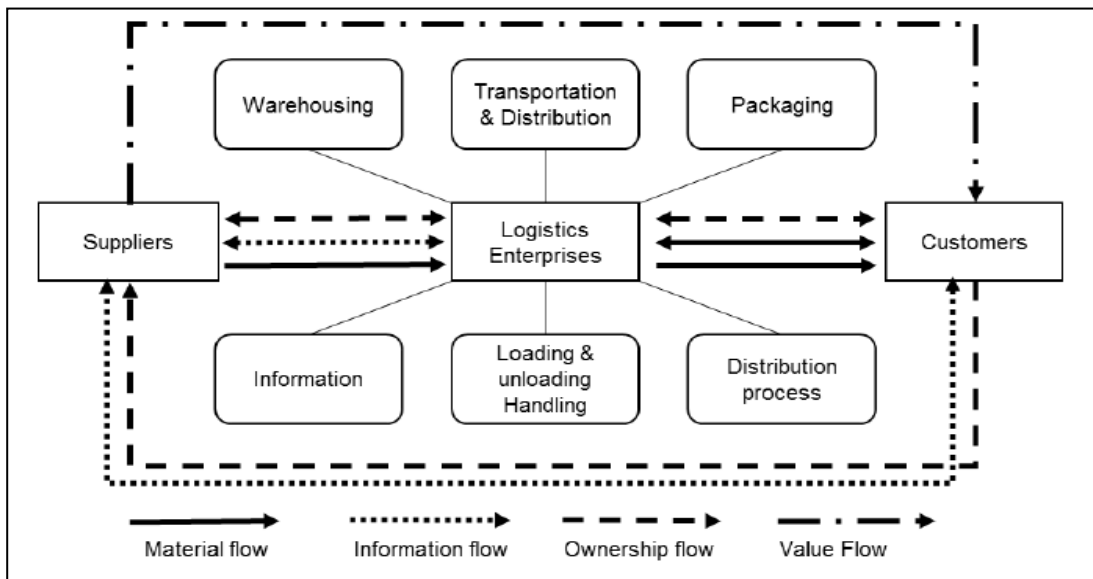 Warehousing
Transportation
& Distribution
Packaging
Suppliers
Logistics
Enterprises
Customers
Information
Loading &
unloading
Handling
Distribution
process
Material flow
Information flow
Ownership flow
Value Flow